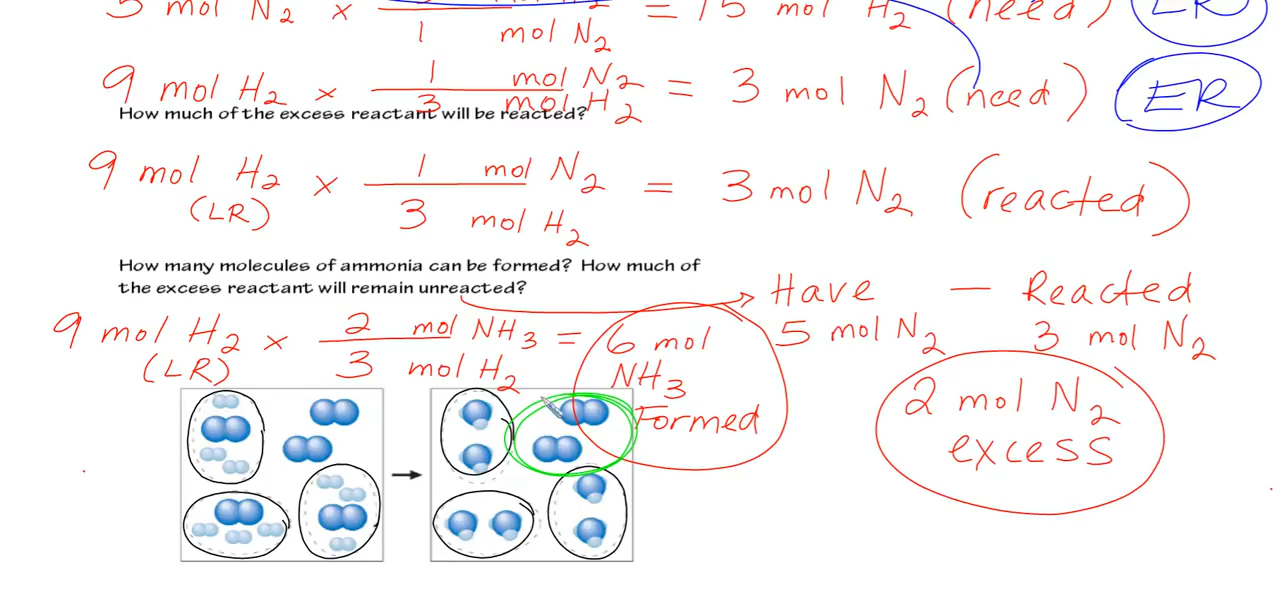 5 mol N2 × = 15 mol H2 (need) LR
1 mol N2
9 mol H2 × 1 mol N2 = 3 mol N2 (need) ER
3 mol H2
How much of the excess reactant will be reacted?
9 mol H2 × 1 mol N2 = 3 mol N2 (reacted)
(LR) 3 mol H2
How many molecules of ammonia can be formed? How much of
the excess reactant will remain unreacted?
Have — Reacted
5 mol N2 3 mol N2
9 mol H2 × 2 mol NH3 = 6 mol
(LR) 3 mol H2 NH3
Formed
2 mol N2
excess